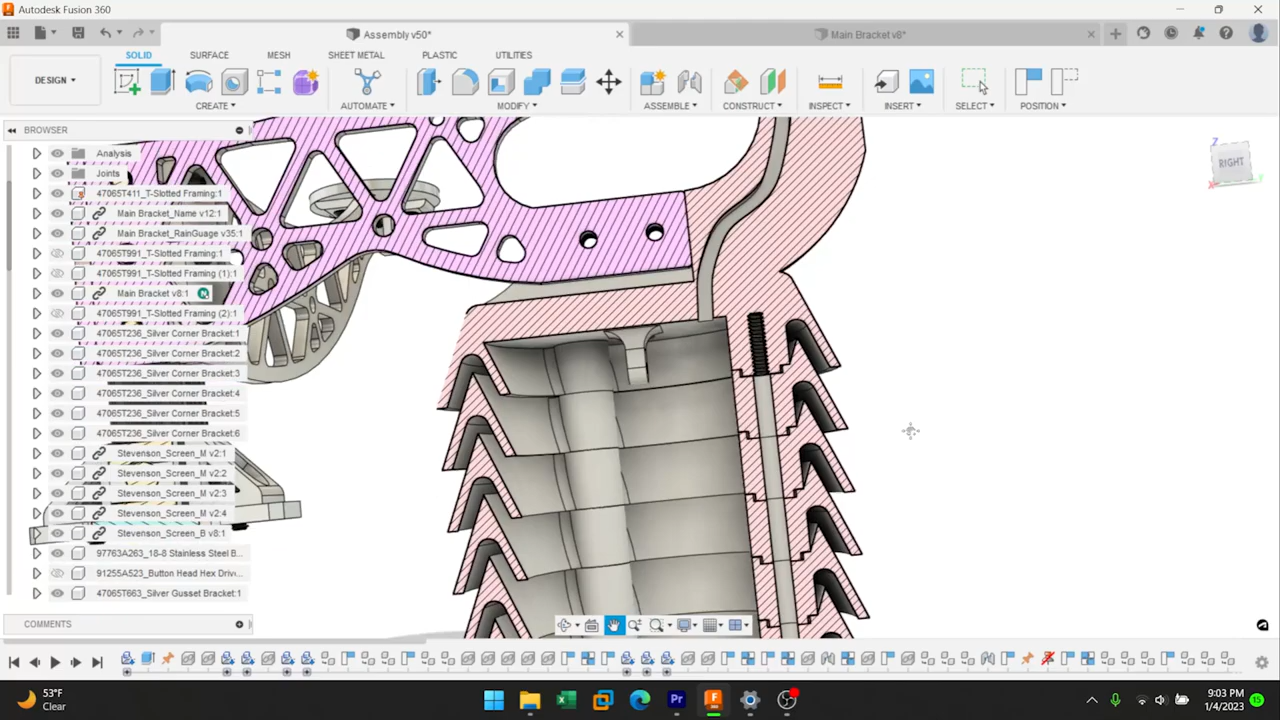 Autodesk Fusion 360
Assembly v50*
Main Bracket v8*
DESIGN
SOLID
SURFACE
MESH
SHEET METAL
PLASTIC
UTILITIES
CREATE
AUTOMATE
MODIFY
ASSEMBLE
CONSTRUCT
INSPECT
INSERT
SELECT
POSITION
BROWSER
Analysis
Joints
47065T411_T-Slotted Framing:1
Main Bracket_Name v12:1
Main Bracket_RainGuage v35:1
47065T991_T-Slotted Framing:1
47065T991_T-Slotted Framing (1):1
Main Bracket v8:1
47065T991_T-Slotted Framing (2):1
47065T236_Silver Corner Bracket:1
47065T236_Silver Corner Bracket:2
47065T236_Silver Corner Bracket:3
47065T236_Silver Corner Bracket:4
47065T236_Silver Corner Bracket:5
47065T236_Silver Corner Bracket:6
Stevenson_Screen_M v2:1
Stevenson_Screen_M v2:2
Stevenson_Screen_M v2:3
Stevenson_Screen_M v2:4
Stevenson_Screen_B v8:1
97763A263_18-8 Stainless Steel B...
91255A523_Button Head Hex Driv...
47065T663_Silver Gusset Bracket:1
COMMENTS
Z
RIGHT
X
Y
53°F
Clear
Pr
9:03 PM
1/4/2023
15